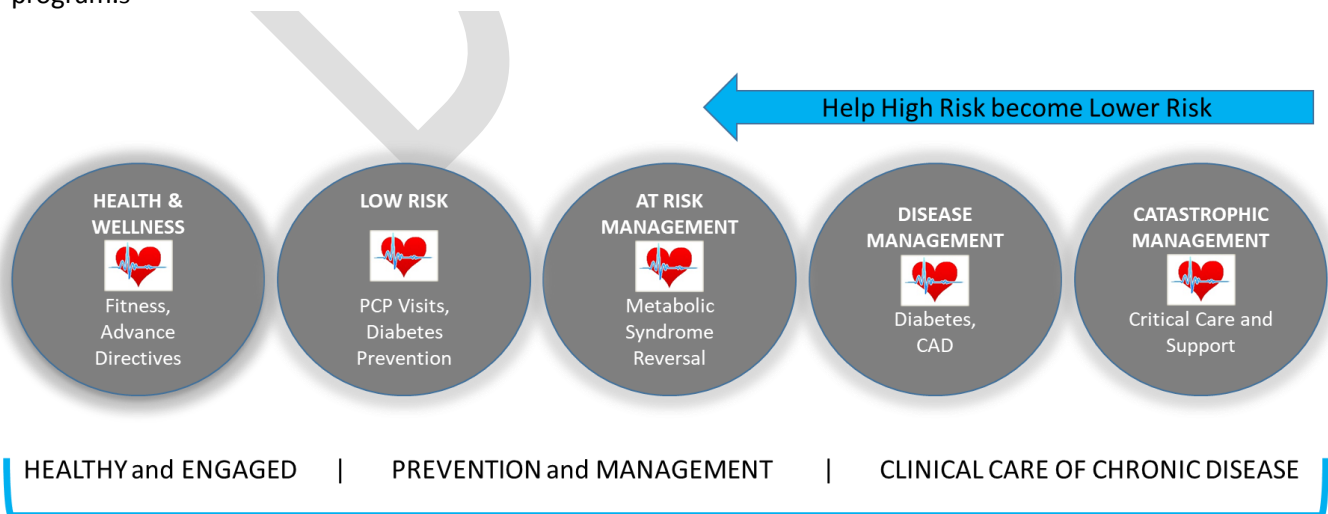 programs
Help High Risk become Lower Risk
HEALTH &
WELLNESS
Fitness,
Advance
Directives
LOW RISK
PCP Visits,
Diabetes
Prevention
AT RISK
MANAGEMENT
Metabolic
Syndrome
Reversal
DISEASE
MANAGEMENT
Diabetes,
CAD
CATASTROPHIC
MANAGEMENT
Critical Care and
Support
HEALTHY and ENGAGED | PREVENTION and MANAGEMENT | CLINICAL CARE OF CHRONIC DISEASE